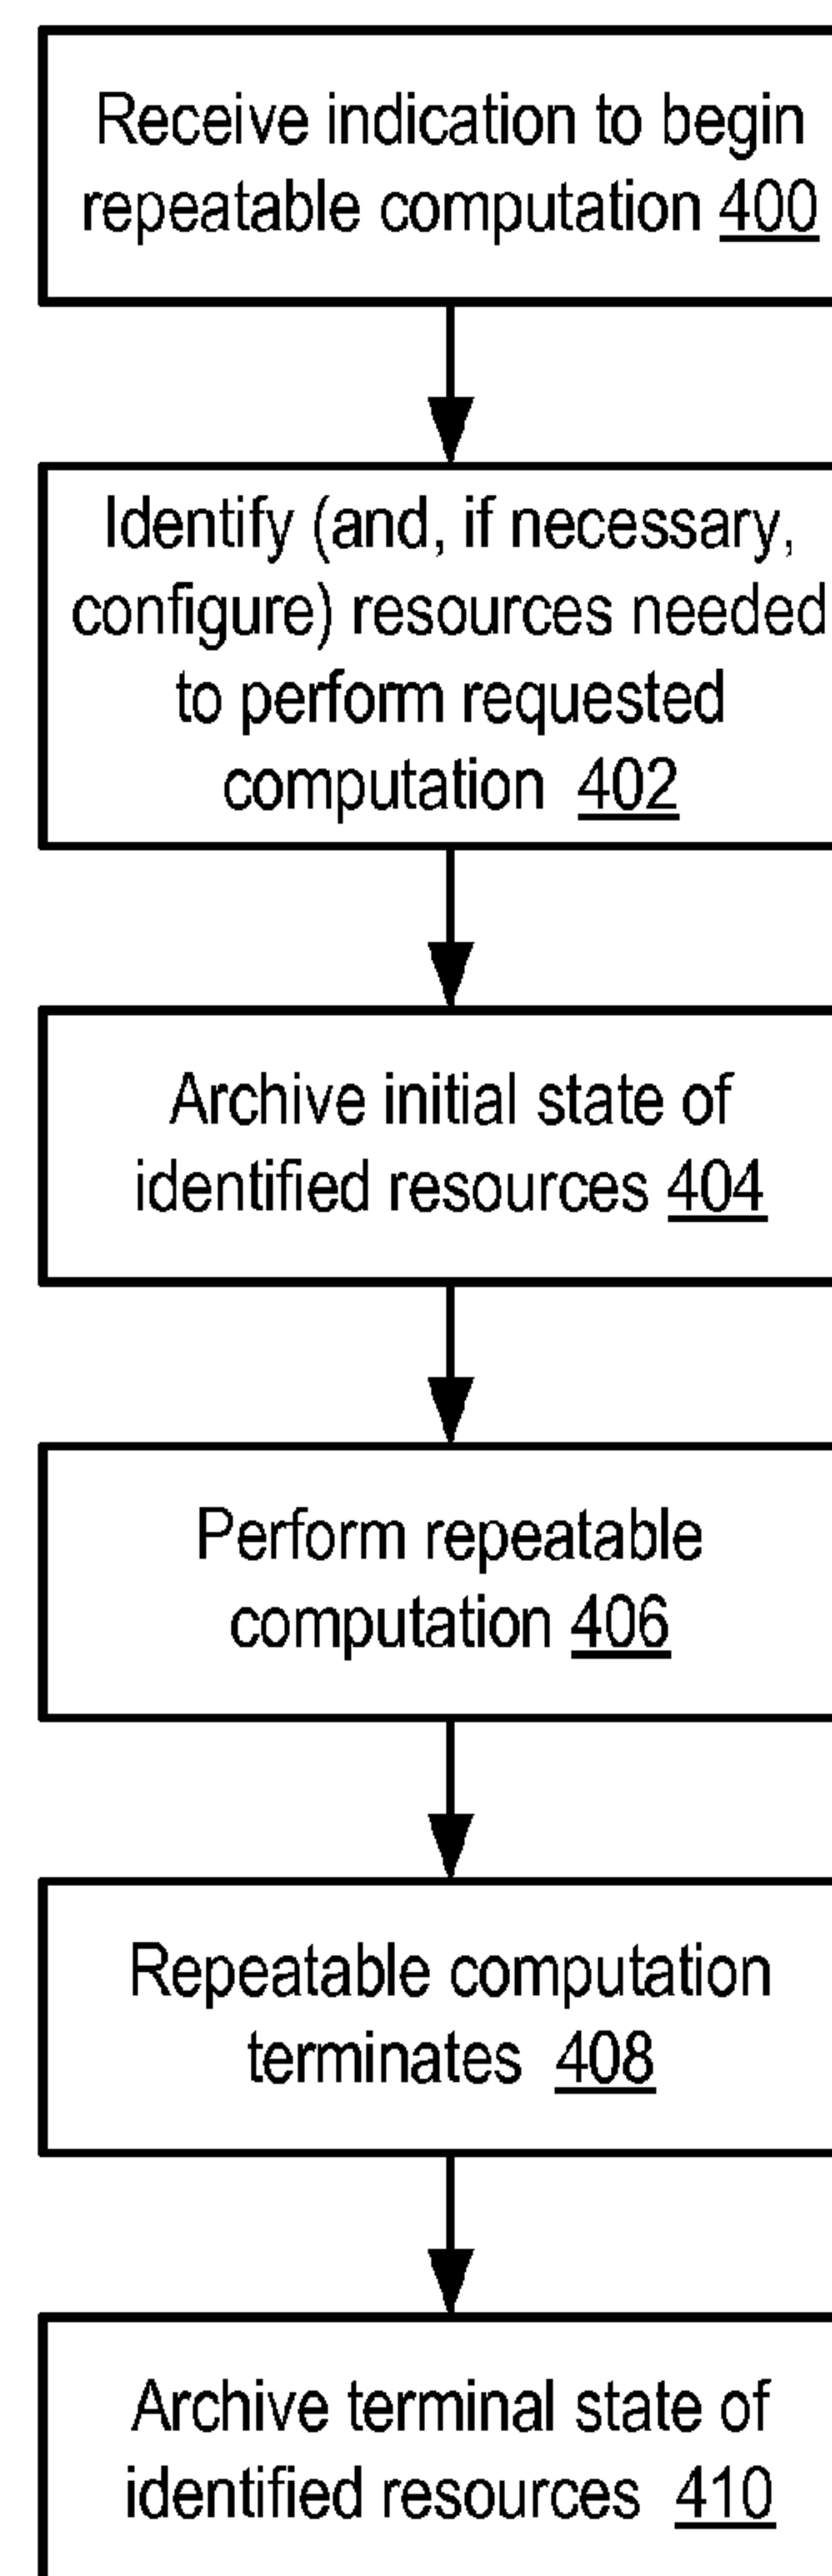 Receive indication to begin
repeatable computation 400
Identify (and, if necessary,
configure) resources needed
to perform requested
computation 402
Archive initial state of
identified resources 404
Perform repeatable
computation 406
Repeatable computation
terminates 408
Archive terminal state of
identified resources 410